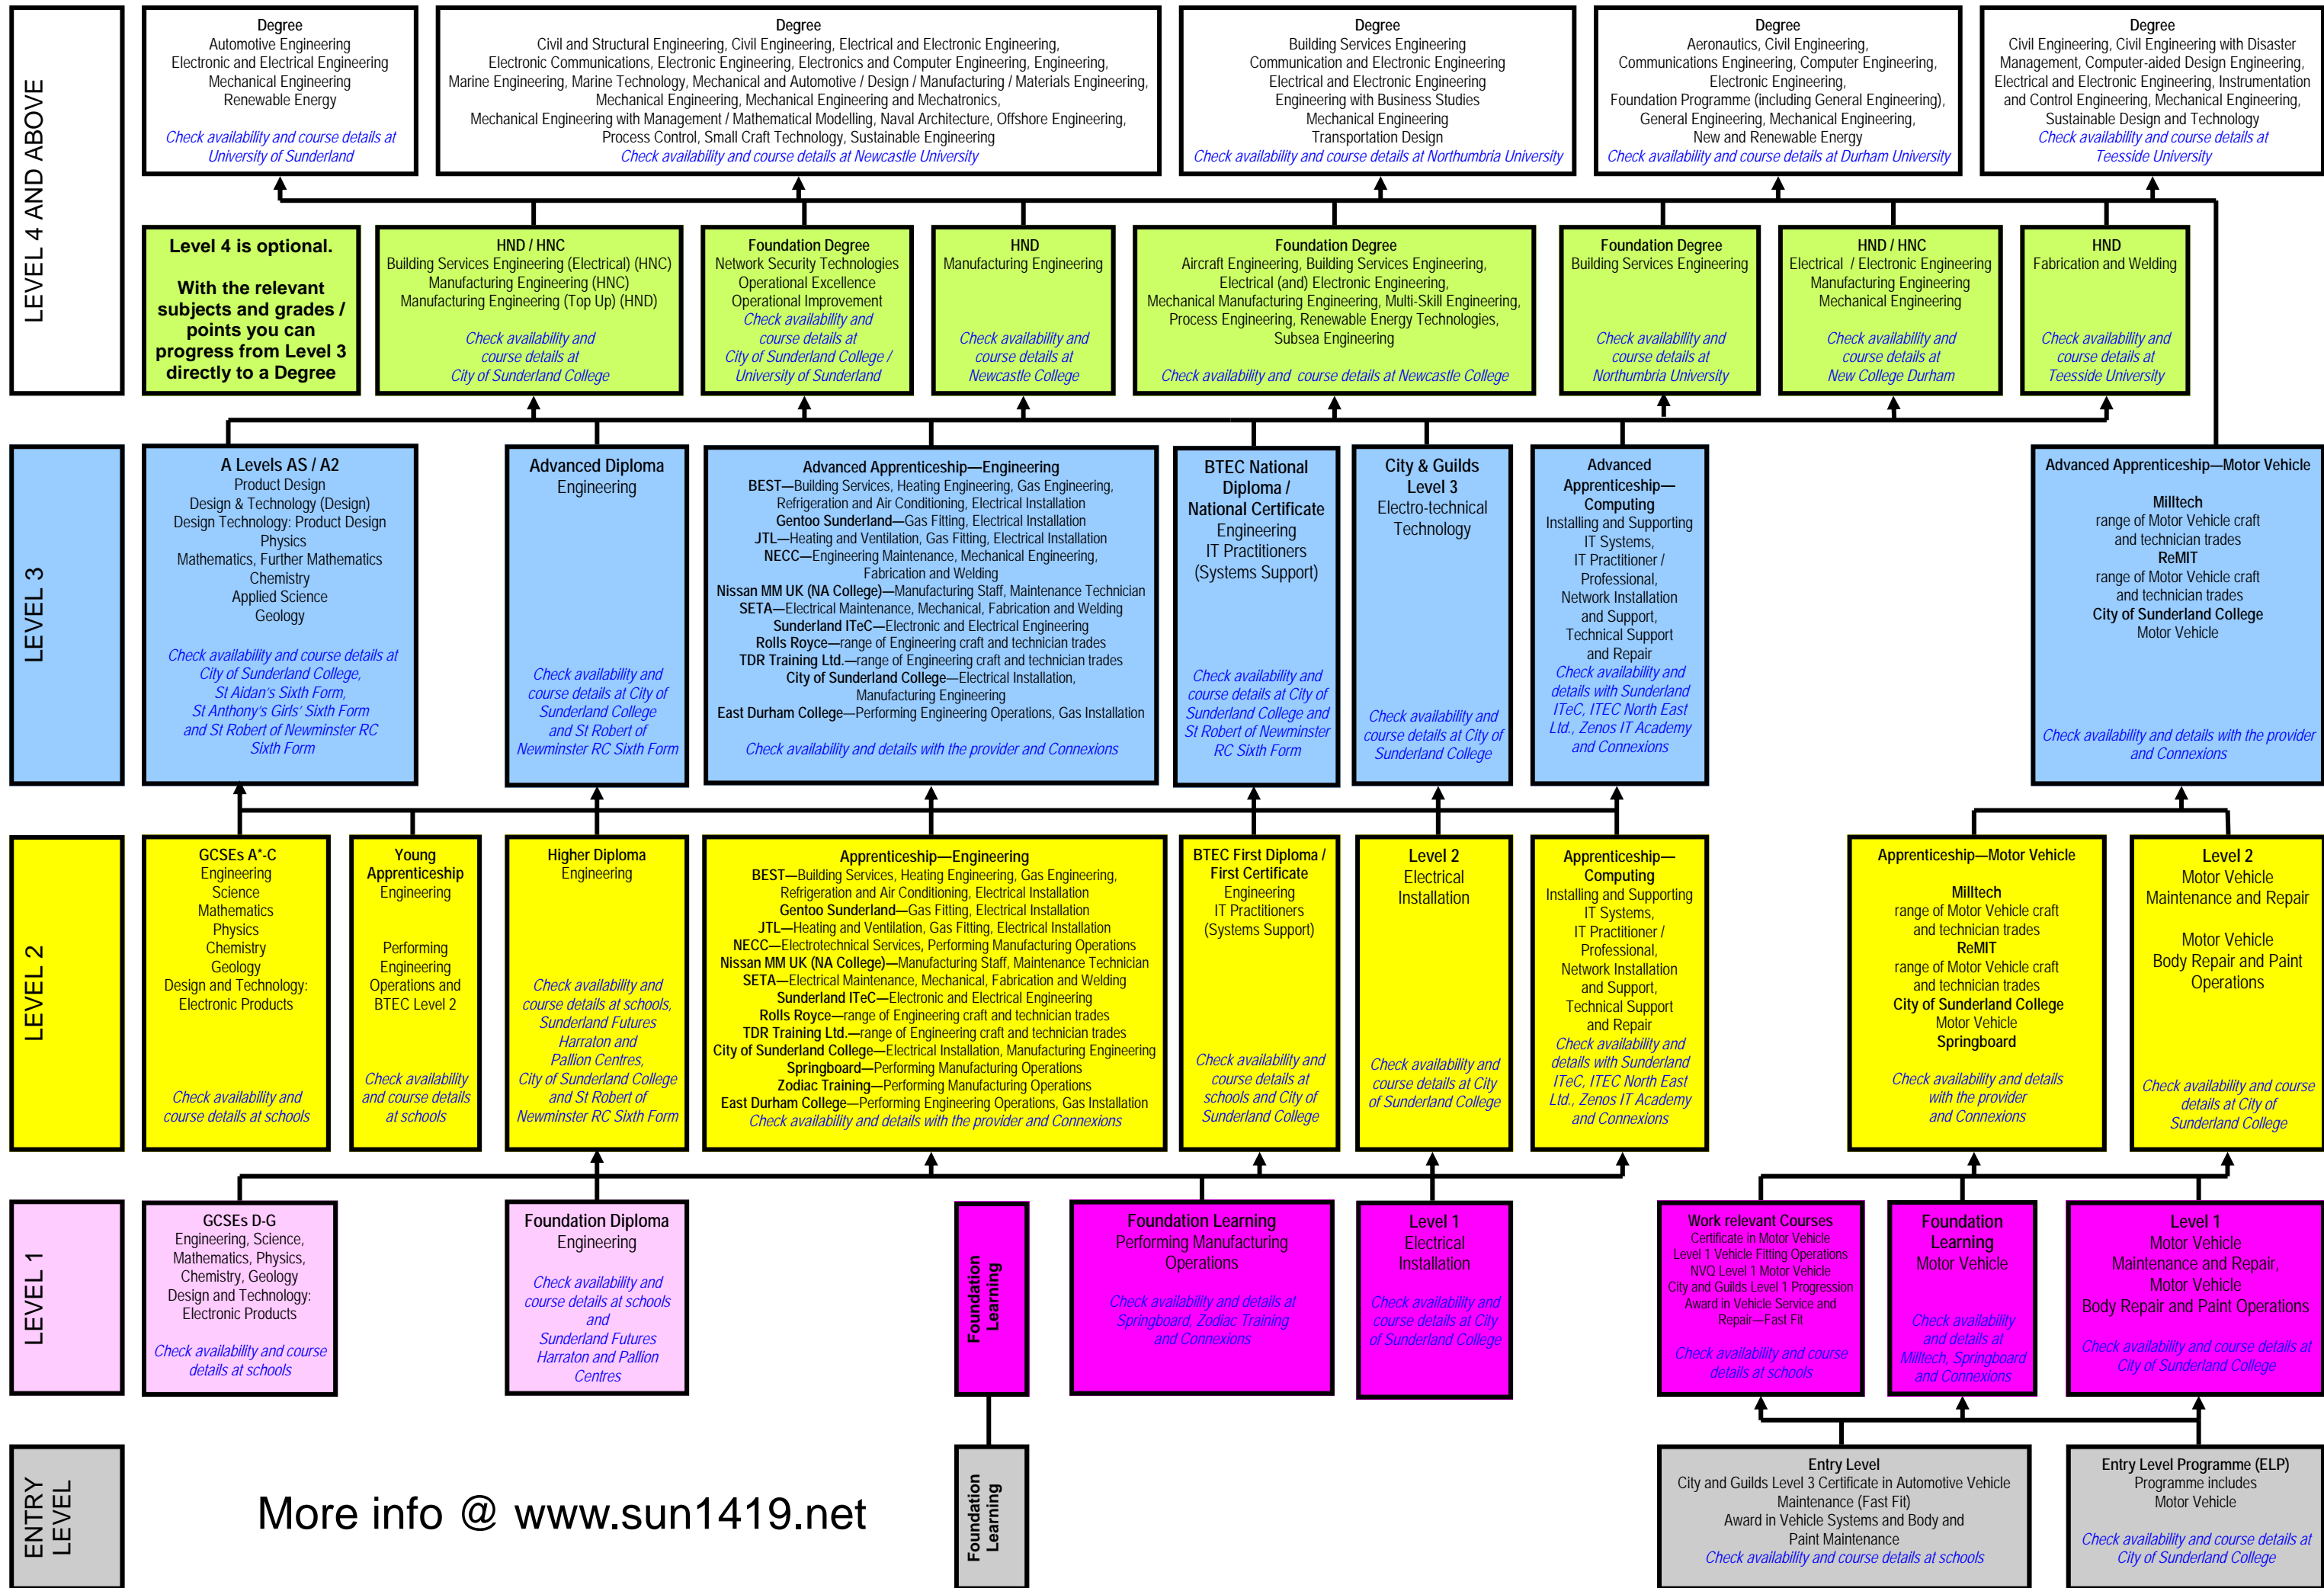 LEVEL 4 AND ABOVE
Degree
Automotive Engineering
Electronic and Electrical Engineering
Mechanical Engineering
Renewable Energy
Check availability and course details at
University of Sunderland
Degree
Civil and Structural Engineering, Civil Engineering, Electrical and Electronic Engineering,
Electronic Communications, Electronic Engineering, Electronics and Computer Engineering, Engineering,
Marine Engineering, Marine Technology, Mechanical and Automotive / Design / Manufacturing / Materials Engineering,
Mechanical Engineering, Mechanical Engineering and Mechatronics,
Mechanical Engineering with Management / Mathematical Modelling, Naval Architecture, Offshore Engineering,
Process Control, Small Craft Technology, Sustainable Engineering
Check availability and course details at Newcastle University
Degree
Building Services Engineering
Communication and Electronic Engineering
Electrical and Electronic Engineering
Engineering with Business Studies
Mechanical Engineering
Transportation Design
Check availability and course details at Northumbria University
Degree
Aeronautics, Civil Engineering,
Communications Engineering, Computer Engineering,
Electronic Engineering,
Foundation Programme (including General Engineering),
General Engineering, Mechanical Engineering,
New and Renewable Energy
Check availability and course details at Durham University
Degree
Civil Engineering, Civil Engineering with Disaster
Management, Computer-aided Design Engineering,
Electrical and Electronic Engineering, Instrumentation
and Control Engineering, Mechanical Engineering,
Sustainable Design and Technology
Check availability and course details at
Teesside University
Level 4 is optional.
With the relevant
subjects and grades /
points you can
progress from Level 3
directly to a Degree
HND / HNC
Building Services Engineering (Electrical) (HNC)
Manufacturing Engineering (HNC)
Manufacturing Engineering (Top Up) (HND)
Check availability and
course details at
City of Sunderland College
Foundation Degree
Network Security Technologies
Operational Excellence
Operational Improvement
Check availability and
course details at
City of Sunderland College /
University of Sunderland
HND
Manufacturing Engineering
Check availability and
course details at
Newcastle College
Foundation Degree
Aircraft Engineering, Building Services Engineering,
Electrical (and) Electronic Engineering,
Mechanical Manufacturing Engineering, Multi-Skill Engineering,
Process Engineering, Renewable Energy Technologies,
Subsea Engineering
Check availability and course details at Newcastle College
Foundation Degree
Building Services Engineering
Check availability and
course details at
Northumbria University
HND / HNC
Electrical / Electronic Engineering
Manufacturing Engineering
Mechanical Engineering
Check availability and
course details at
New College Durham
HND
Fabrication and Welding
Check availability and
course details at
Teesside University
LEVEL 3
A Levels AS / A2
Product Design
Design & Technology (Design)
Design Technology: Product Design
Physics
Mathematics, Further Mathematics
Chemistry
Applied Science
Geology
Check availability and course details at
City of Sunderland College,
St Aidan's Sixth Form,
St Anthony's Girls' Sixth Form
and St Robert of Newminster RC
Sixth Form
Advanced Diploma
Engineering
Check availability and
course details at City of
Sunderland College
and St Robert of
Newminster RC Sixth Form
Advanced Apprenticeship—Engineering
BEST—Building Services, Heating Engineering, Gas Engineering,
Refrigeration and Air Conditioning, Electrical Installation
Gentoo Sunderland—Gas Fitting, Electrical Installation
JTL—Heating and Ventilation, Gas Fitting, Electrical Installation
NECC—Engineering Maintenance, Mechanical Engineering,
Fabrication and Welding
Nissan MM UK (NA College)—Manufacturing Staff, Maintenance Technician
SETA—Electrical Maintenance, Mechanical, Fabrication and Welding
Sunderland ITeC—Electronic and Electrical Engineering
Rolls Royce—range of Engineering craft and technician trades
TDR Training Ltd.—range of Engineering craft and technician trades
City of Sunderland College—Electrical Installation,
Manufacturing Engineering
East Durham College—Performing Engineering Operations, Gas Installation
Check availability and details with the provider and Connexions
BTEC National
Diploma /
National Certificate
Engineering
IT Practitioners
(Systems Support)
Check availability and
course details at City of
Sunderland College and
St Robert of Newminster
RC Sixth Form
City & Guilds
Level 3
Electro-technical
Technology
Check availability and
course details at City of
Sunderland College
Advanced
Apprenticeship—
Computing
Installing and Supporting
IT Systems,
IT Practitioner /
Professional,
Network Installation
and Support,
Technical Support
and Repair
Check availability and
details with Sunderland
ITeC, ITEC North East
Ltd., Zenos IT Academy
and Connexions
Advanced Apprenticeship—Motor Vehicle
Milltech
range of Motor Vehicle craft
and technician trades
ReMIT
range of Motor Vehicle craft
and technician trades
City of Sunderland College
Motor Vehicle
Check availability and details with the provider
and Connexions
LEVEL 2
GCSEs A*-C
Engineering
Science
Mathematics
Physics
Chemistry
Geology
Design and Technology:
Electronic Products
Check availability and
course details at schools
Young
Apprenticeship
Engineering
Performing
Engineering
Operations and
BTEC Level 2
Check availability
and course details
at schools
Higher Diploma
Engineering
Check availability and
course details at schools,
Sunderland Futures
Harraton and
Pallion Centres,
City of Sunderland College
and St Robert of
Newminster RC Sixth Form
Apprenticeship—Engineering
BEST—Building Services, Heating Engineering, Gas Engineering,
Refrigeration and Air Conditioning, Electrical Installation
Gentoo Sunderland—Gas Fitting, Electrical Installation
JTL—Heating and Ventilation, Gas Fitting, Electrical Installation
NECC—Electrotechnical Services, Performing Manufacturing Operations
Nissan MM UK (NA College)—Manufacturing Staff, Maintenance Technician
SETA—Electrical Maintenance, Mechanical, Fabrication and Welding
Sunderland ITeC—Electronic and Electrical Engineering
Rolls Royce—range of Engineering craft and technician trades
TDR Training Ltd.—range of Engineering craft and technician trades
City of Sunderland College—Electrical Installation, Manufacturing Engineering
Springboard—Performing Manufacturing Operations
Zodiac Training—Performing Manufacturing Operations
East Durham College—Performing Engineering Operations, Gas Installation
Check availability and details with the provider and Connexions
BTEC First Diploma /
First Certificate
Engineering
IT Practitioners
(Systems Support)
Check availability and
course details at
schools and City of
Sunderland College
Level 2
Electrical
Installation
Check availability and
course details at City
of Sunderland College
Apprenticeship—
Computing
Installing and Supporting
IT Systems,
IT Practitioner /
Professional,
Network Installation
and Support,
Technical Support
and Repair
Check availability and
details with Sunderland
ITeC, ITEC North East
Ltd., Zenos IT Academy
and Connexions
Apprenticeship—Motor Vehicle
Milltech
range of Motor Vehicle craft
and technician trades
ReMIT
range of Motor Vehicle craft
and technician trades
City of Sunderland College
Motor Vehicle
Springboard
Check availability and details
with the provider
and Connexions
Level 2
Motor Vehicle
Maintenance and Repair
Motor Vehicle
Body Repair and Paint
Operations
Check availability and course
details at City of
Sunderland College
LEVEL 1
GCSEs D-G
Engineering, Science,
Mathematics, Physics,
Chemistry, Geology
Design and Technology:
Electronic Products
Check availability and course
details at schools
Foundation Diploma
Engineering
Check availability and
course details at schools
and
Sunderland Futures
Harraton and Pallion
Centres
Foundation
Learning
Foundation Learning
Performing Manufacturing
Operations
Check availability and details at
Springboard, Zodiac Training
and Connexions
Level 1
Electrical
Installation
Check availability and
course details at City
of Sunderland College
Work relevant Courses
Certificate in Motor Vehicle
Level 1 Vehicle Fitting Operations
NVQ Level 1 Motor Vehicle
City and Guilds Level 1 Progression
Award in Vehicle Service and
Repair—Fast Fit
Check availability and course
details at schools
Foundation
Learning
Motor Vehicle
Check availability
and details at
Milltech, Springboard
and Connexions
Level 1
Motor Vehicle
Maintenance and Repair,
Motor Vehicle
Body Repair and Paint Operations
Check availability and course details at
City of Sunderland College
ENTRY
LEVEL
More info @ www.sun1419.net
Foundation
Learning
Entry Level
City and Guilds Level 3 Certificate in Automotive Vehicle
Maintenance (Fast Fit)
Award in Vehicle Systems and Body and
Paint Maintenance
Check availability and course details at schools
Entry Level Programme (ELP)
Programme includes
Motor Vehicle
Check availability and course details at
City of Sunderland College